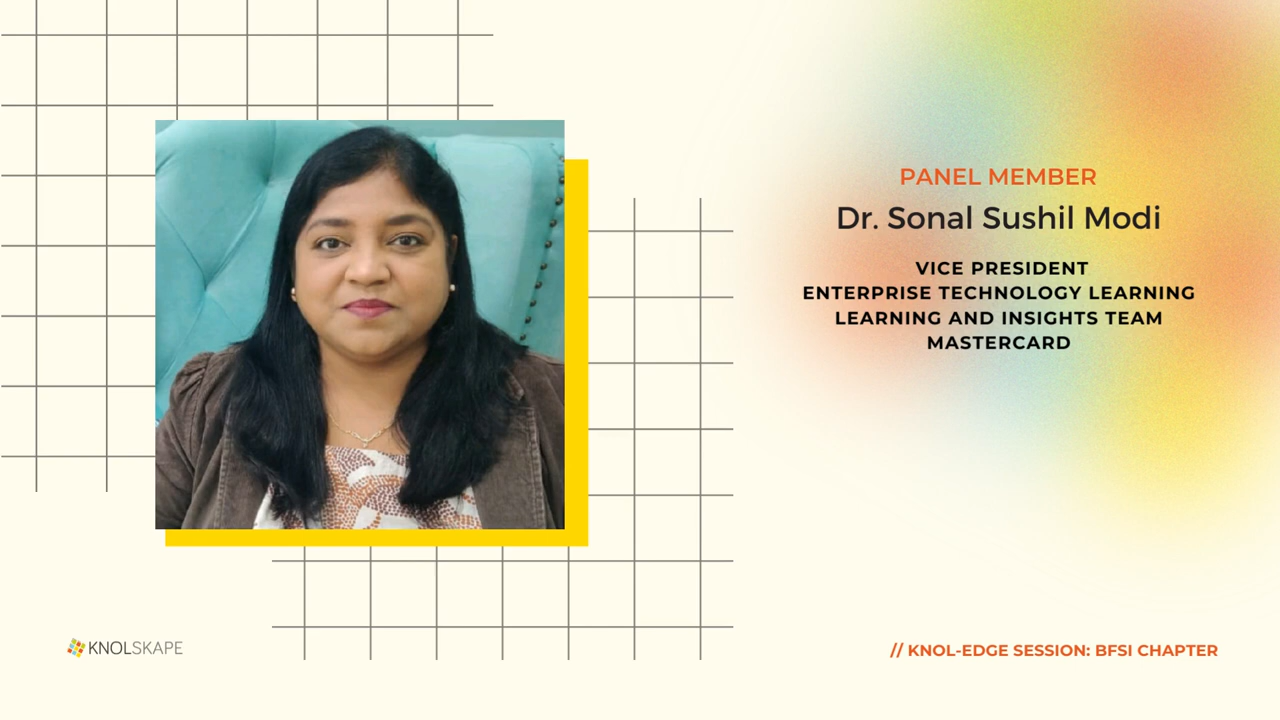 PANEL MEMBER
Dr. Sonal Sushil Modi
VICE PRESIDENT
ENTERPRISE TECHNOLOGY LEARNING
LEARNING AND INSIGHTS TEAM
MASTERCARD
KNOLSKAPE
// KNOL-EDGE SESSION: BFSI CHAPTER